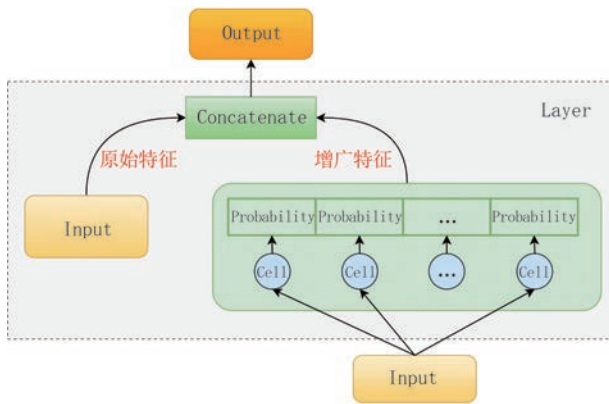 Output
Layer
Concatenate
原始特征
增广特征
Input
Probability Probability ... Probability
Cell Cell ... Cell
Input